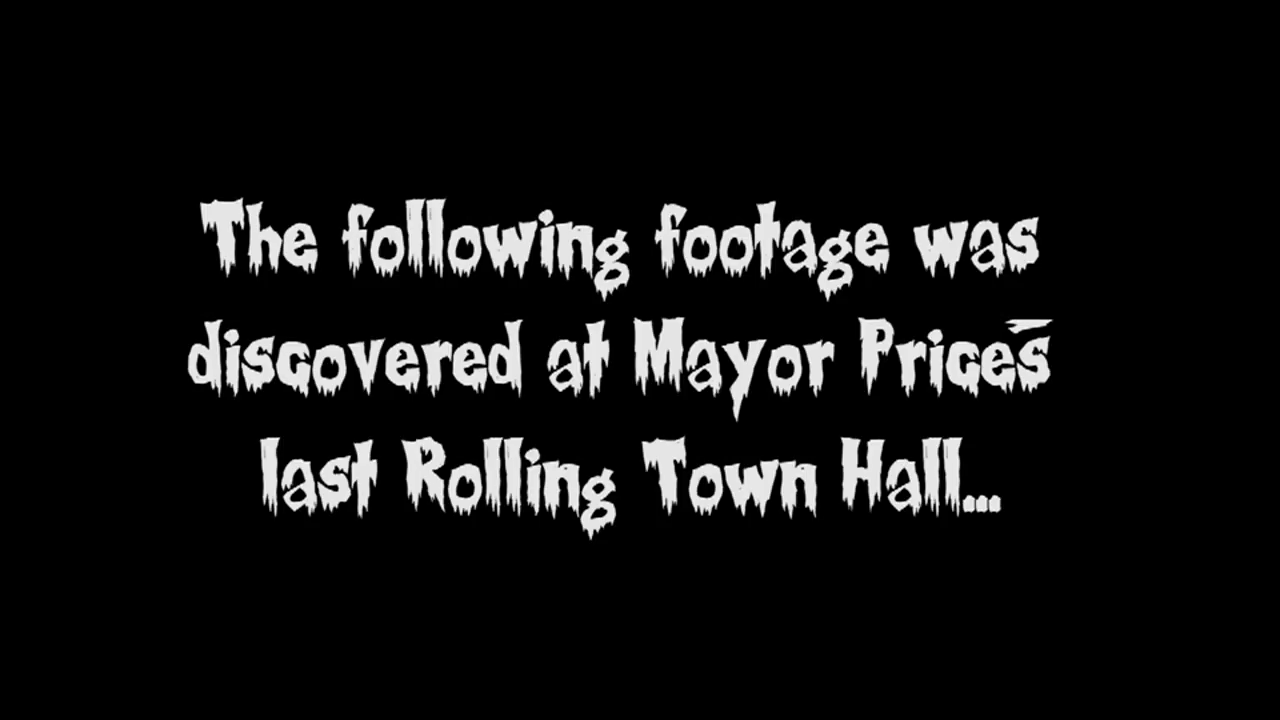 The following footage was
discovered at Mayor Prices
last Rolling Town Hall...